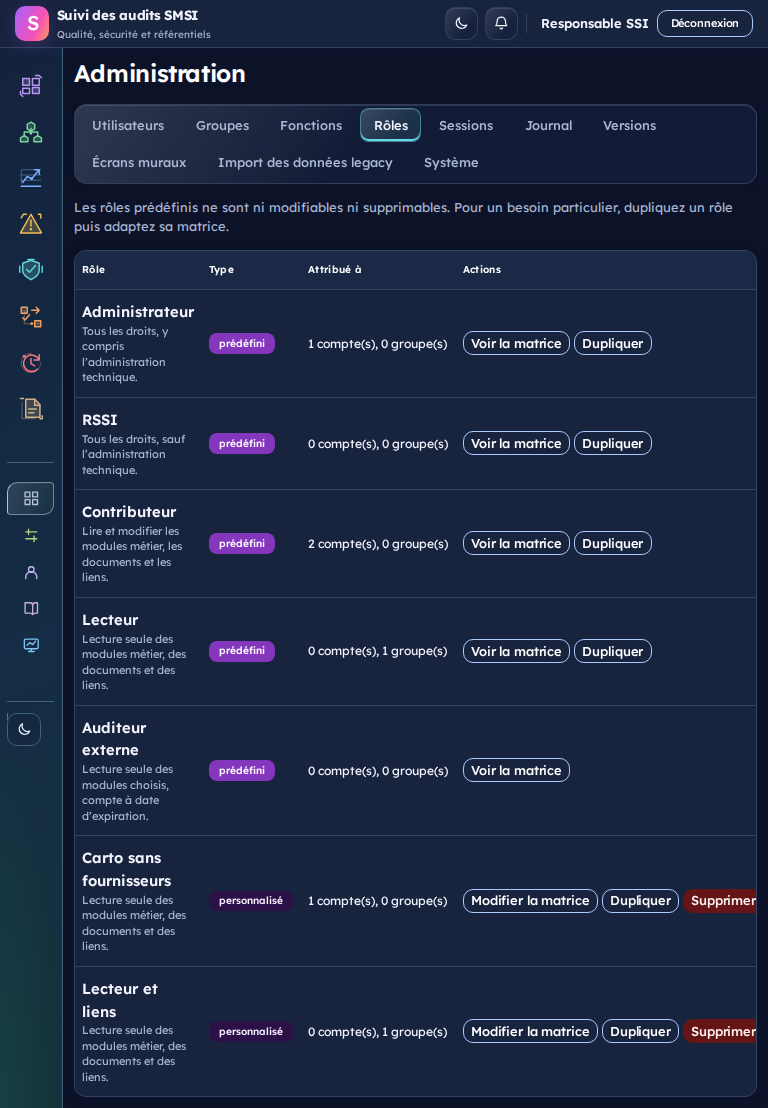 S
Suivi des audits SMSI
Qualité, sécurité et référentiels
Responsable SSI
Déconnexion
Administration
Utilisateurs Groupes Fonctions Rôles Sessions Journal Versions
Écrans muraux Import des données legacy Système
Les rôles prédéfinis ne sont ni modifiables ni supprimables. Pour un besoin particulier, dupliquez un rôle
puis adaptez sa matrice.
Rôle Type Attribué à Actions
Administrateur
Tous les droits, y
compris
l'administration
technique.
prédéfini 1 compte(s), 0 groupe(s) Voir la matrice Dupliquer
RSSI
Tous les droits, sauf
l'administration
technique.
prédéfini 0 compte(s), 0 groupe(s) Voir la matrice Dupliquer
Contributeur
Lire et modifier les
modules métier, les
documents et les
liens.
prédéfini 2 compte(s), 0 groupe(s) Voir la matrice Dupliquer
Lecteur
Lecture seule des
modules métier, des
documents et des
liens.
prédéfini 0 compte(s), 1 groupe(s) Voir la matrice Dupliquer
Auditeur
externe
Lecture seule des
modules choisis,
compte à date
d'expiration.
prédéfini 0 compte(s), 0 groupe(s) Voir la matrice
Carto sans
fournisseurs
Lecture seule des
modules métier, des
documents et des
liens.
personnalisé 1 compte(s), 0 groupe(s) Modifier la matrice Dupliquer Supprimer
Lecteur et
liens
Lecture seule des
modules métier, des
documents et des
liens.
personnalisé 0 compte(s), 1 groupe(s) Modifier la matrice Dupliquer Supprimer